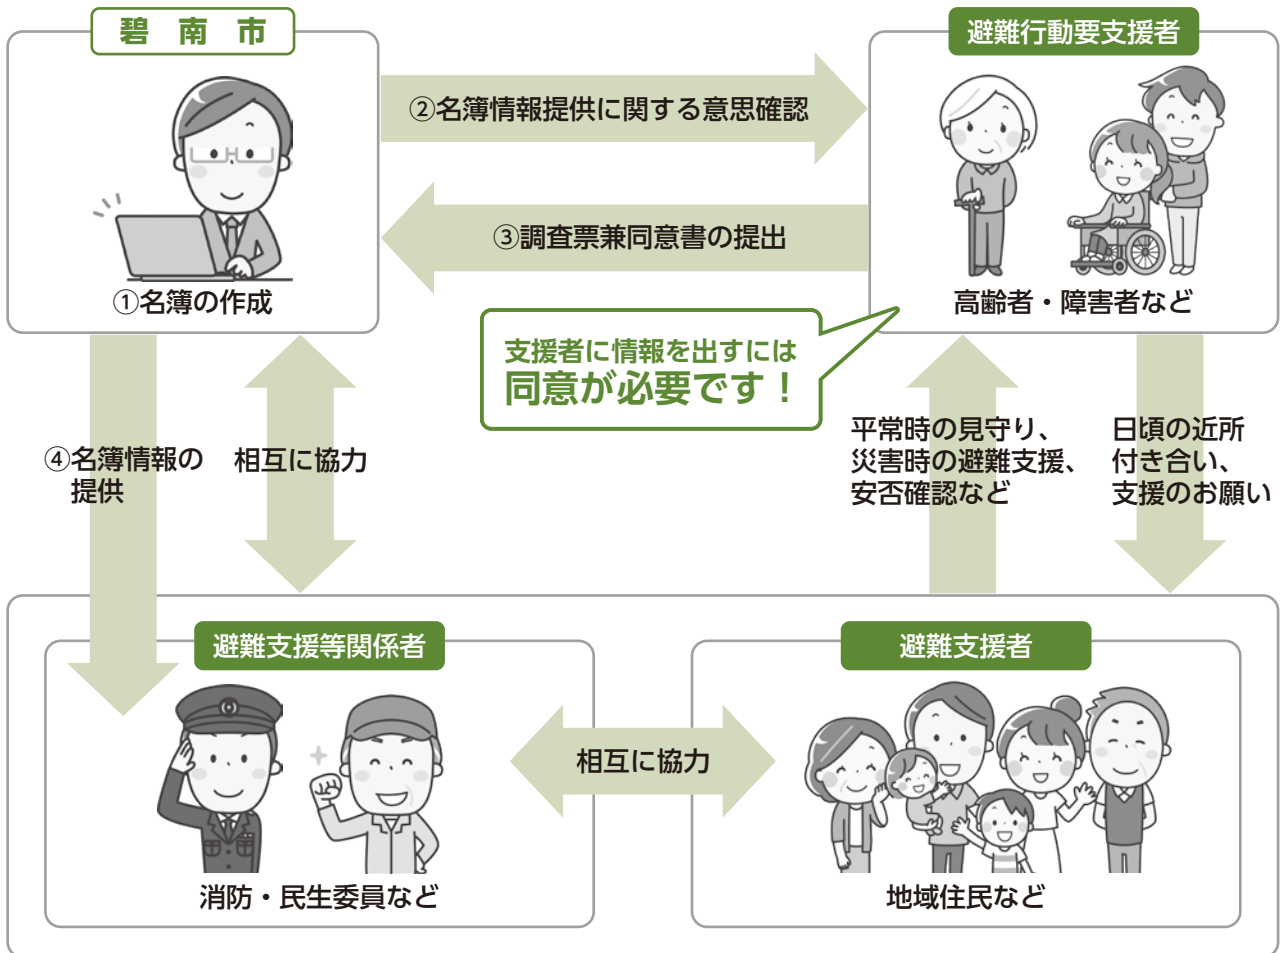 碧南市
避難行動要支援者
②名簿情報提供に関する意思確認
③調査票兼同意書の提出
①名簿の作成
高齢者・障害者など
支援者に情報を出すには
同意が必要です！
④名簿情報の
提供
相互に協力
平常時の見守り、
災害時の避難支援、
安否確認など
日頃の近所
付き合い、
支援のお願い
避難支援等関係者
避難支援者
相互に協力
消防・民生委員など
地域住民など